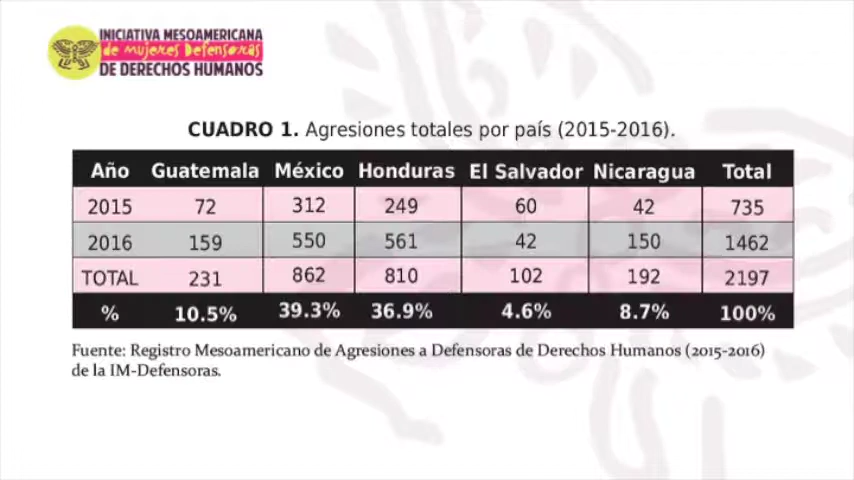 INICIATIVA MESOAMERICANA
de mujeres Defensoras
DE DERECHOS HUMANOS
CUADRO 1. Agresiones totales por país (2015-2016).
Año Guatemala México Honduras El Salvador Nicaragua Total
2015 72 312 249 60 42 735
2016 159 550 561 42 150 1462
TOTAL 231 862 810 102 192 2197
% 10.5% 39.3% 36.9% 4.6% 8.7% 100%
Fuente: Registro Mesoamericano de Agresiones a Defensoras de Derechos Humanos (2015-2016)
de la IM-Defensoras.